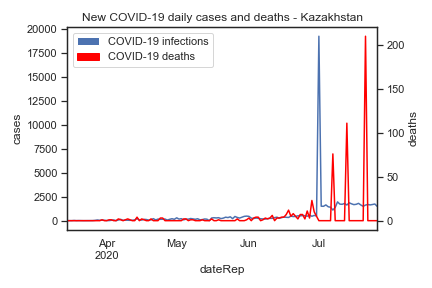 New COVID-19 daily cases and deaths - Kazakhstan
COVID-19 infections
COVID-19 deaths
20000
17500
15000
12500
10000
7500
5000
2500
0
cases
200
150
100
50
0
deaths
Apr May Jun Jul
2020
dateRep